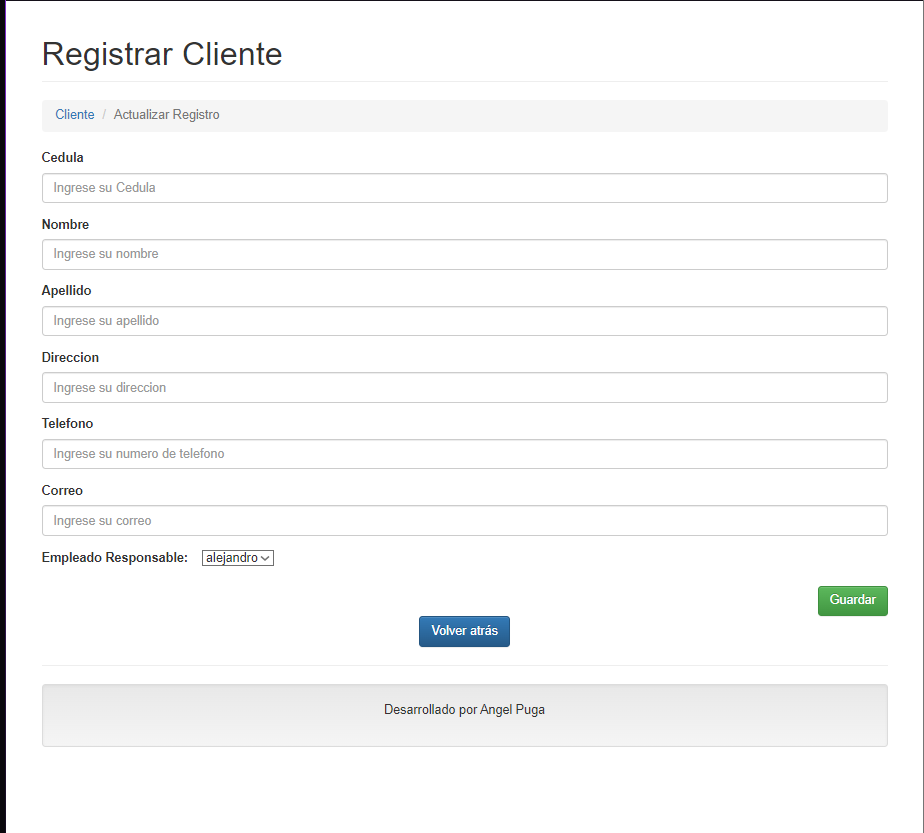 Registrar Cliente
Cliente / Actualizar Registro
Cedula
Ingrese su Cedula
Nombre
Ingrese su nombre
Apellido
Ingrese su apellido
Direccion
Ingrese su direccion
Telefono
Ingrese su numero de telefono
Correo
Ingrese su correo
Empleado Responsable: alejandro
Guardar
Volver atrás
Desarrollado por Angel Puga